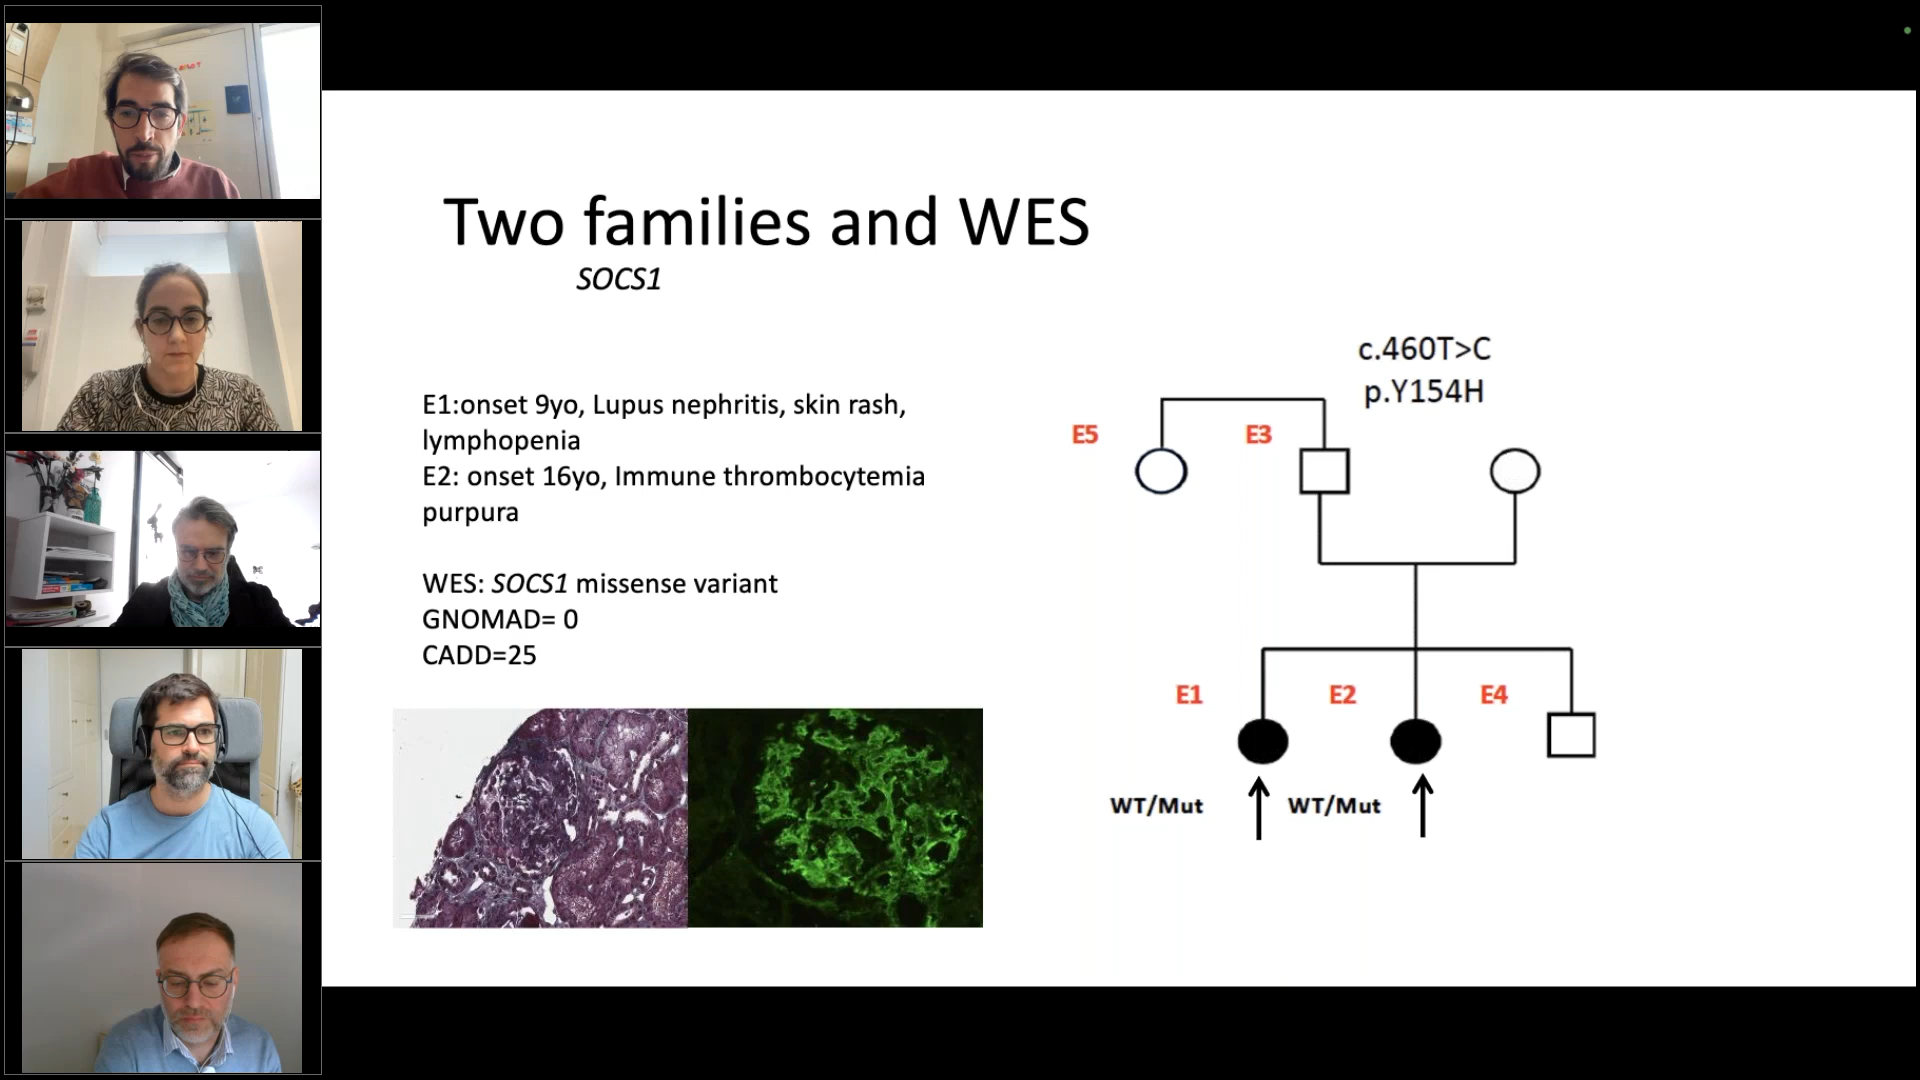 Two families and WES
SOCS1
E1:onset 9yo, Lupus nephritis, skin rash,
lymphopenia
E2: onset 16yo, Immune thrombocytemia
purpura
WES: SOCS1 missense variant
GNOMAD= 0
CADD=25
c.460T>C
p.Y154H
E5
E3
E1
E2
E4
WT/Mut
WT/Mut